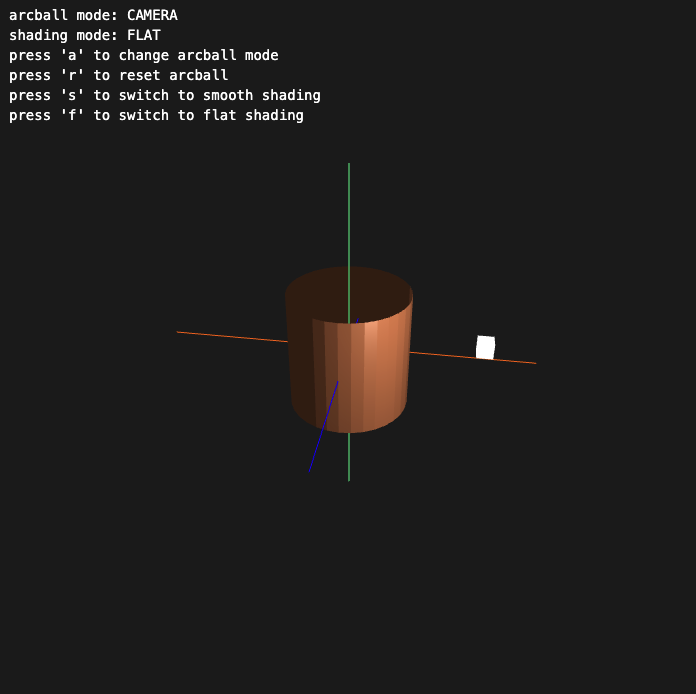 arcball mode: CAMERA
shading mode: FLAT
press 'a' to change arcball mode
press 'r' to reset arcball
press 's' to switch to smooth shading
press 'f' to switch to flat shading